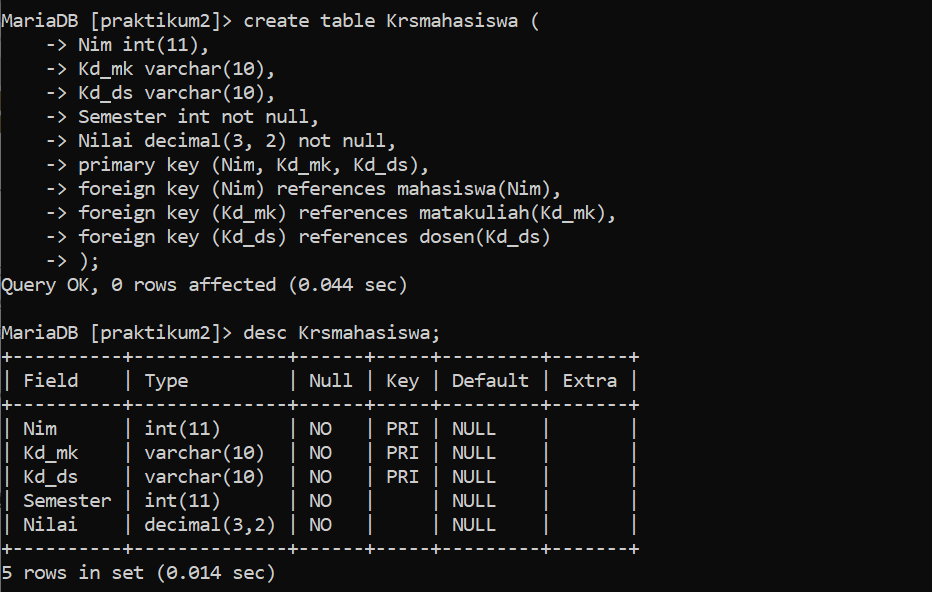 MariaDB [praktikum2]> create table Krsmahasiswa (
    -> Nim int(11),
    -> Kd_mk varchar(10),
    -> Kd_ds varchar(10),
    -> Semester int not null,
    -> Nilai decimal(3, 2) not null,
    -> primary key (Nim, Kd_mk, Kd_ds),
    -> foreign key (Nim) references mahasiswa(Nim),
    -> foreign key (Kd_mk) references matakuliah(Kd_mk),
    -> foreign key (Kd_ds) references dosen(Kd_ds)
    -> );
Query OK, 0 rows affected (0.044 sec)

MariaDB [praktikum2]> desc Krsmahasiswa;
+----------+--------------+------+-----+---------+-------+
| Field    | Type         | Null | Key | Default | Extra |
+----------+--------------+------+-----+---------+-------+
| Nim      | int(11)      | NO   | PRI | NULL    |       |
| Kd_mk    | varchar(10)  | NO   | PRI | NULL    |       |
| Kd_ds    | varchar(10)  | NO   | PRI | NULL    |       |
| Semester | int(11)      | NO   |     | NULL    |       |
| Nilai    | decimal(3,2) | NO   |     | NULL    |       |
+----------+--------------+------+-----+---------+-------+
5 rows in set (0.014 sec)